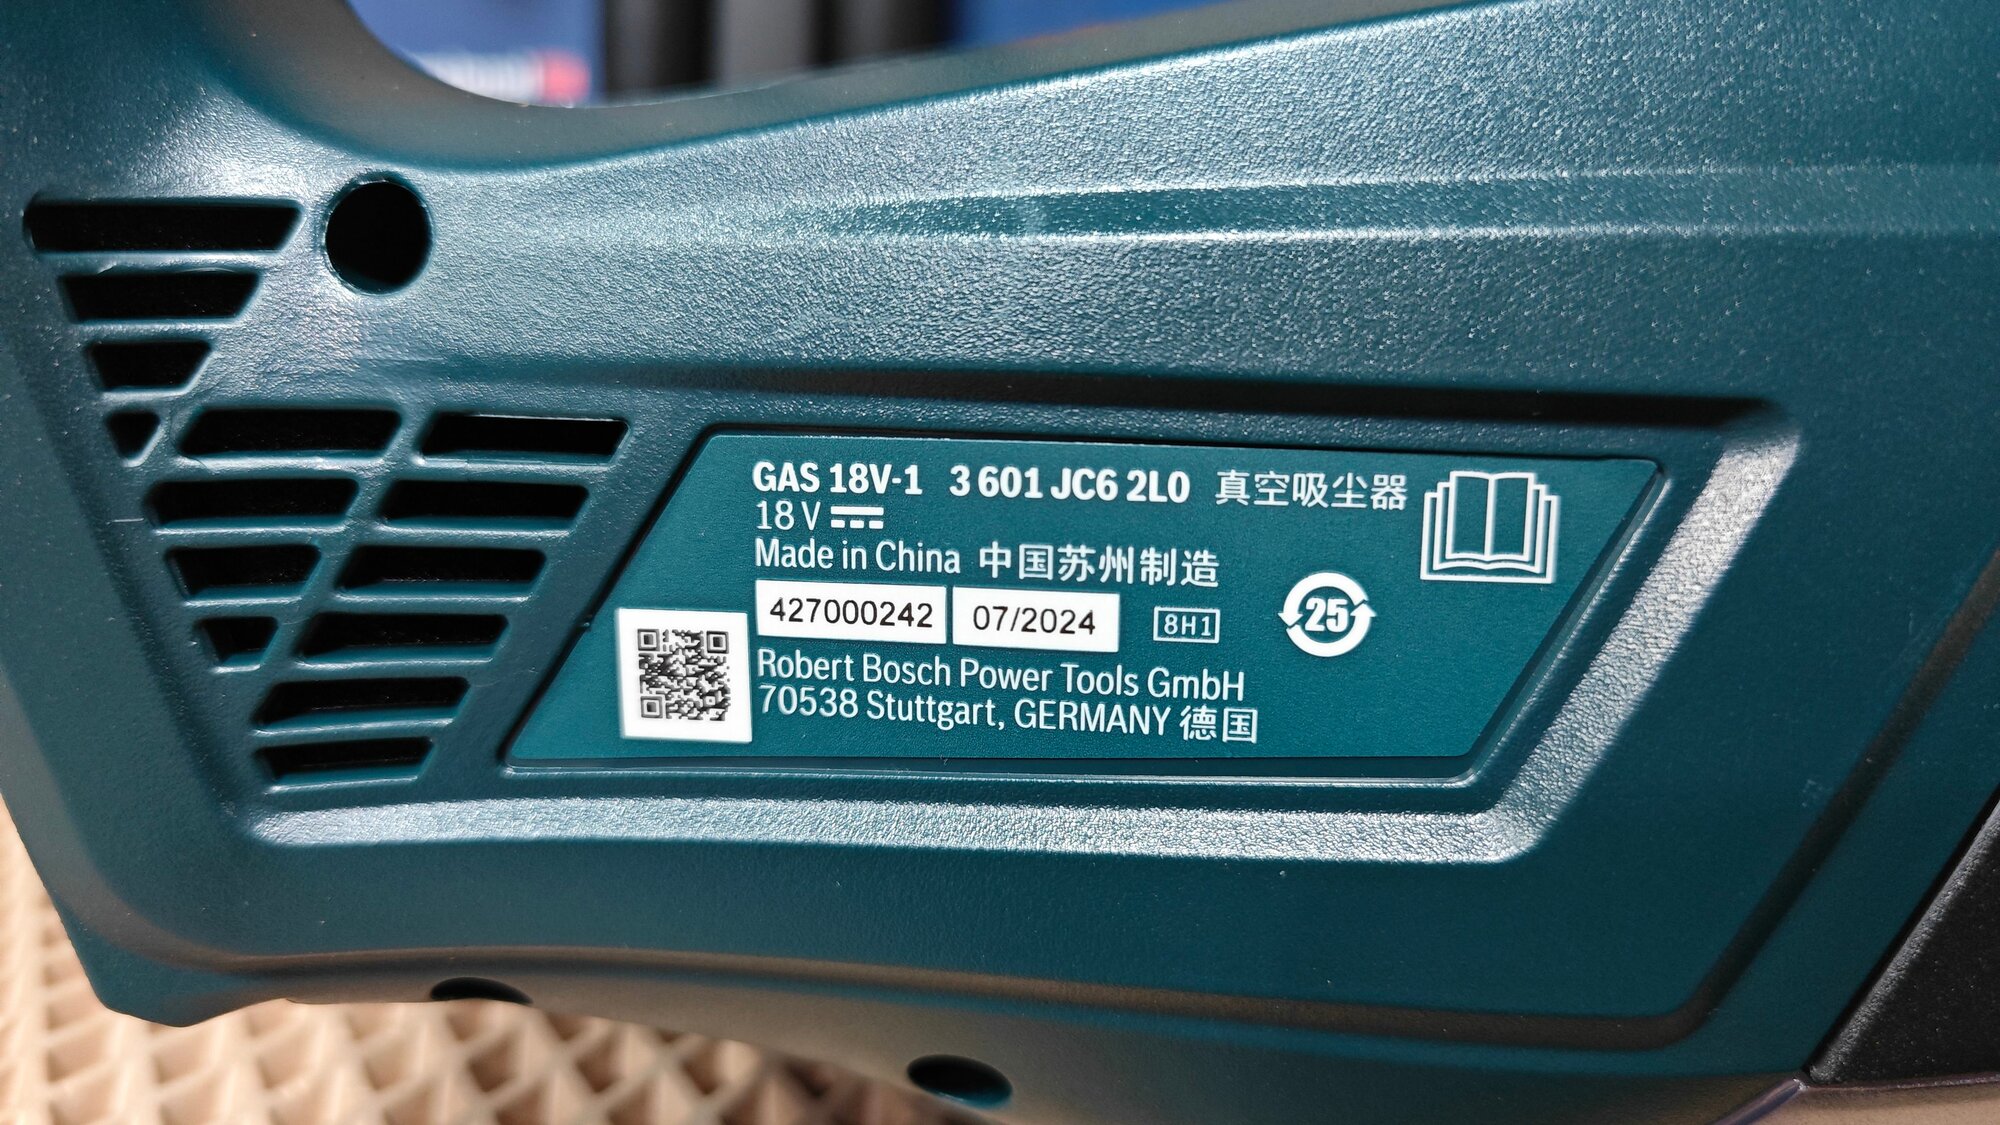 GAS 18V-1 3 601 JC6 2L0 真空吸尘器
18 V
Made in China 中国苏州制造
427000242 07/2024 8H1 25
Robert Bosch Power Tools GmbH
70538 Stuttgart, GERMANY 德国